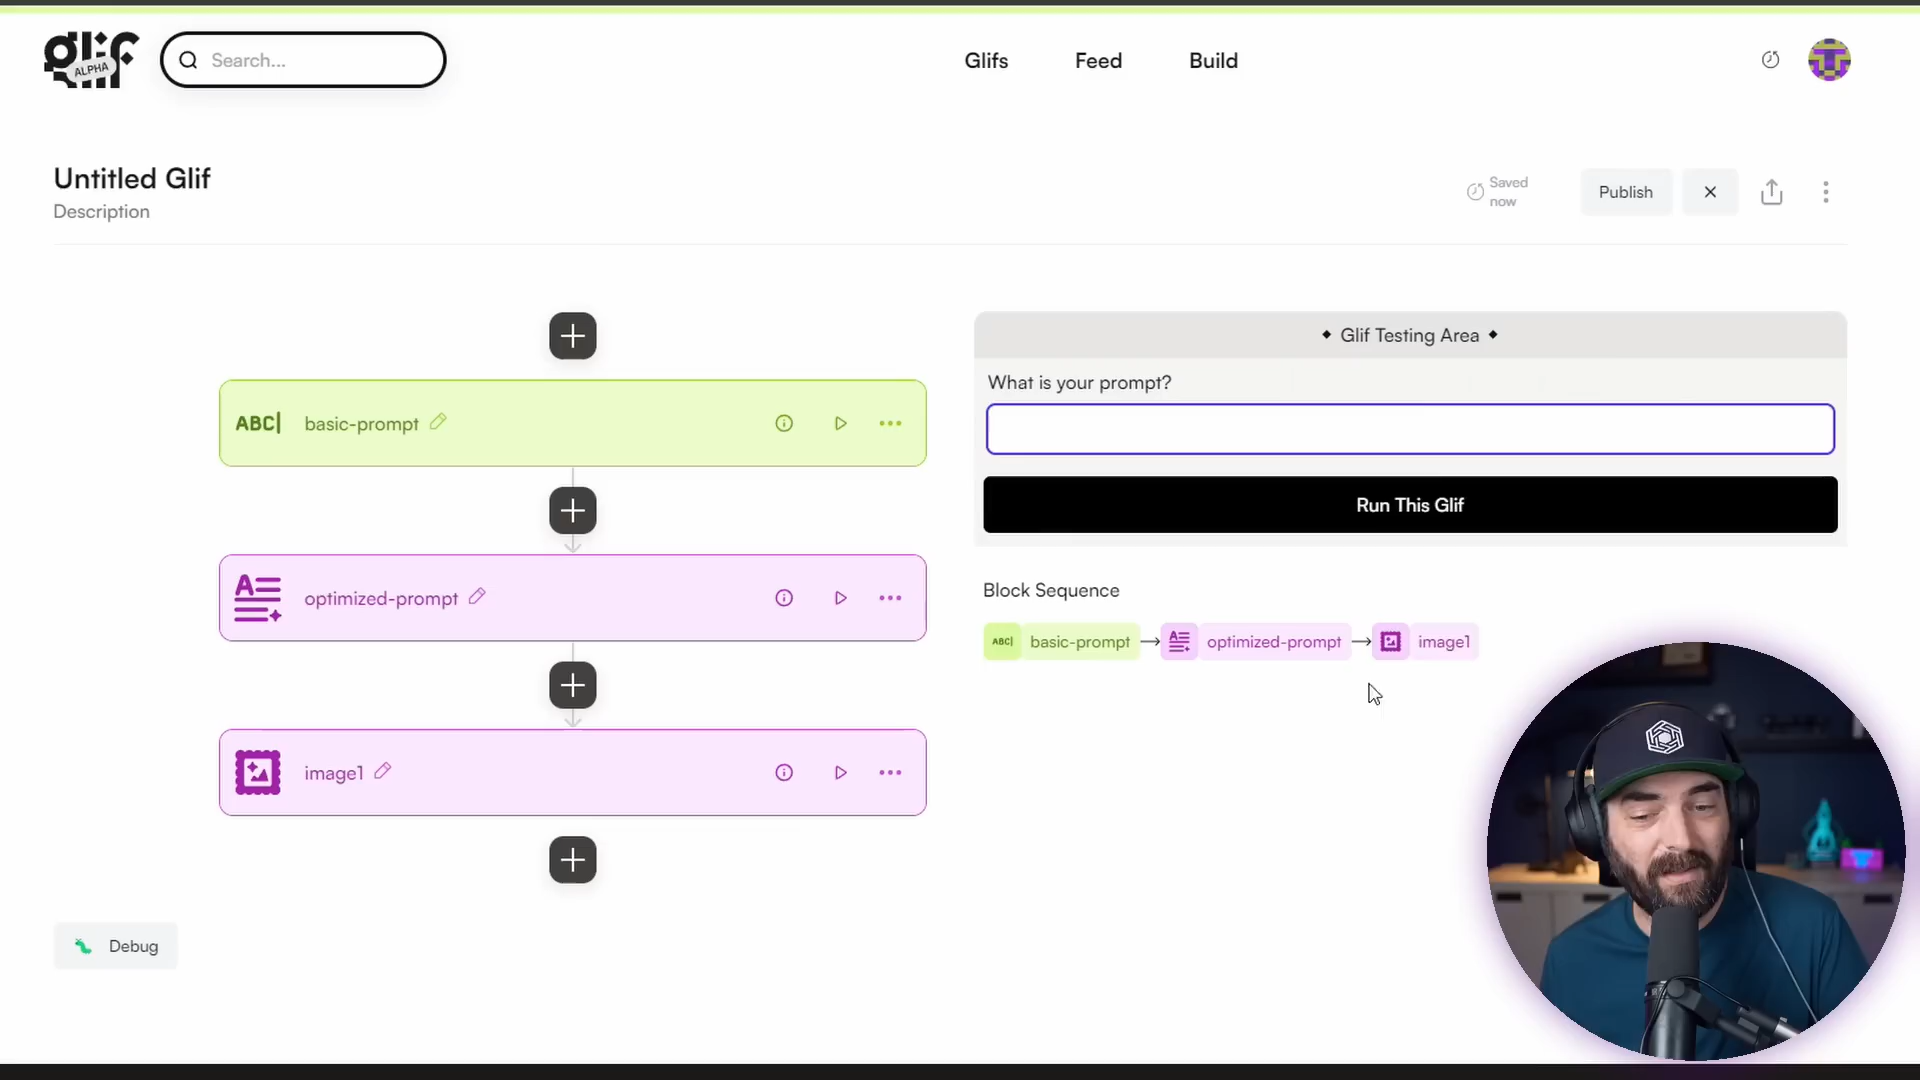 glif
ALPHA
Search...
Glifs
Feed
Build
Untitled Glif
Description
Saved
now
Publish
Glif Testing Area
What is your prompt?
Run This Glif
ABC
basic-prompt
optimized-prompt
image1
Block Sequence
ABC basic-prompt → optimized-prompt → image1
Debug